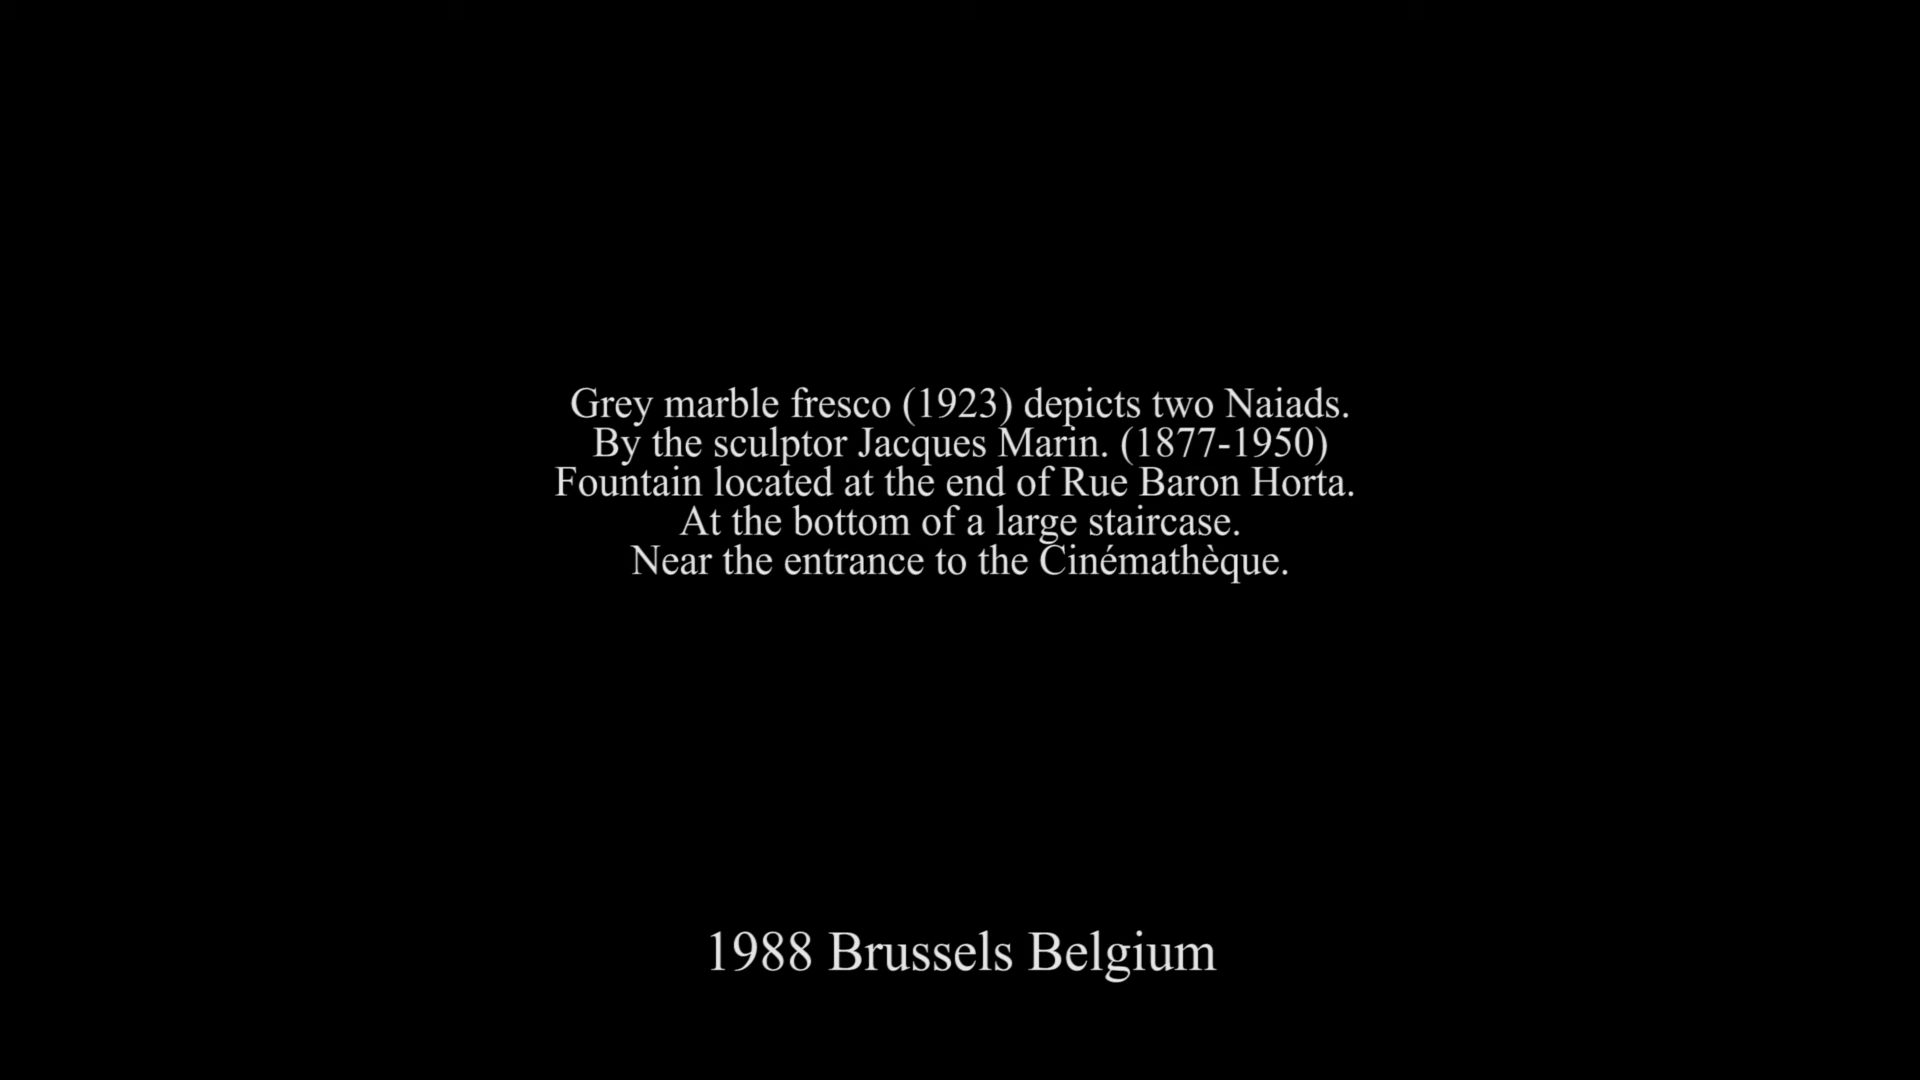 Grey marble fresco (1923) depicts two Naiads.
By the sculptor Jacques Marin. (1877-1950)
Fountain located at the end of Rue Baron Horta.
At the bottom of a large staircase.
Near the entrance to the Cinémathèque.
1988 Brussels Belgium